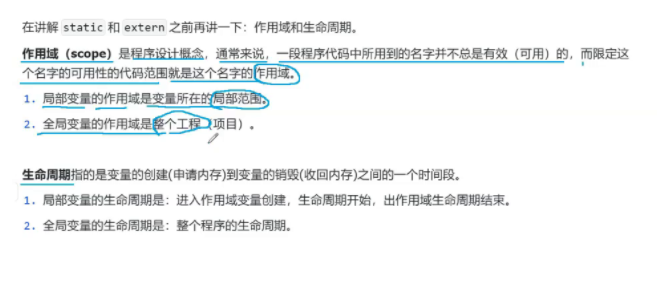 在讲解 static 和 extern 之前再讲一下：作用域和生命周期。
作用域（scope）是程序设计概念，通常来说，一段程序代码中所用到的名字并不总是有效（可用）的，而限定这
个名字的可用性的代码范围就是这个名字的作用域。
1. 局部变量的作用域是变量所在的局部范围。
2. 全局变量的作用域是整个工程（项目）。
生命周期指的是变量的创建(申请内存)到变量的销毁(收回内存)之间的一个时间段。
1. 局部变量的生命周期是：进入作用域变量创建，生命周期开始，出作用域生命周期结束。
2. 全局变量的生命周期是：整个程序的生命周期。